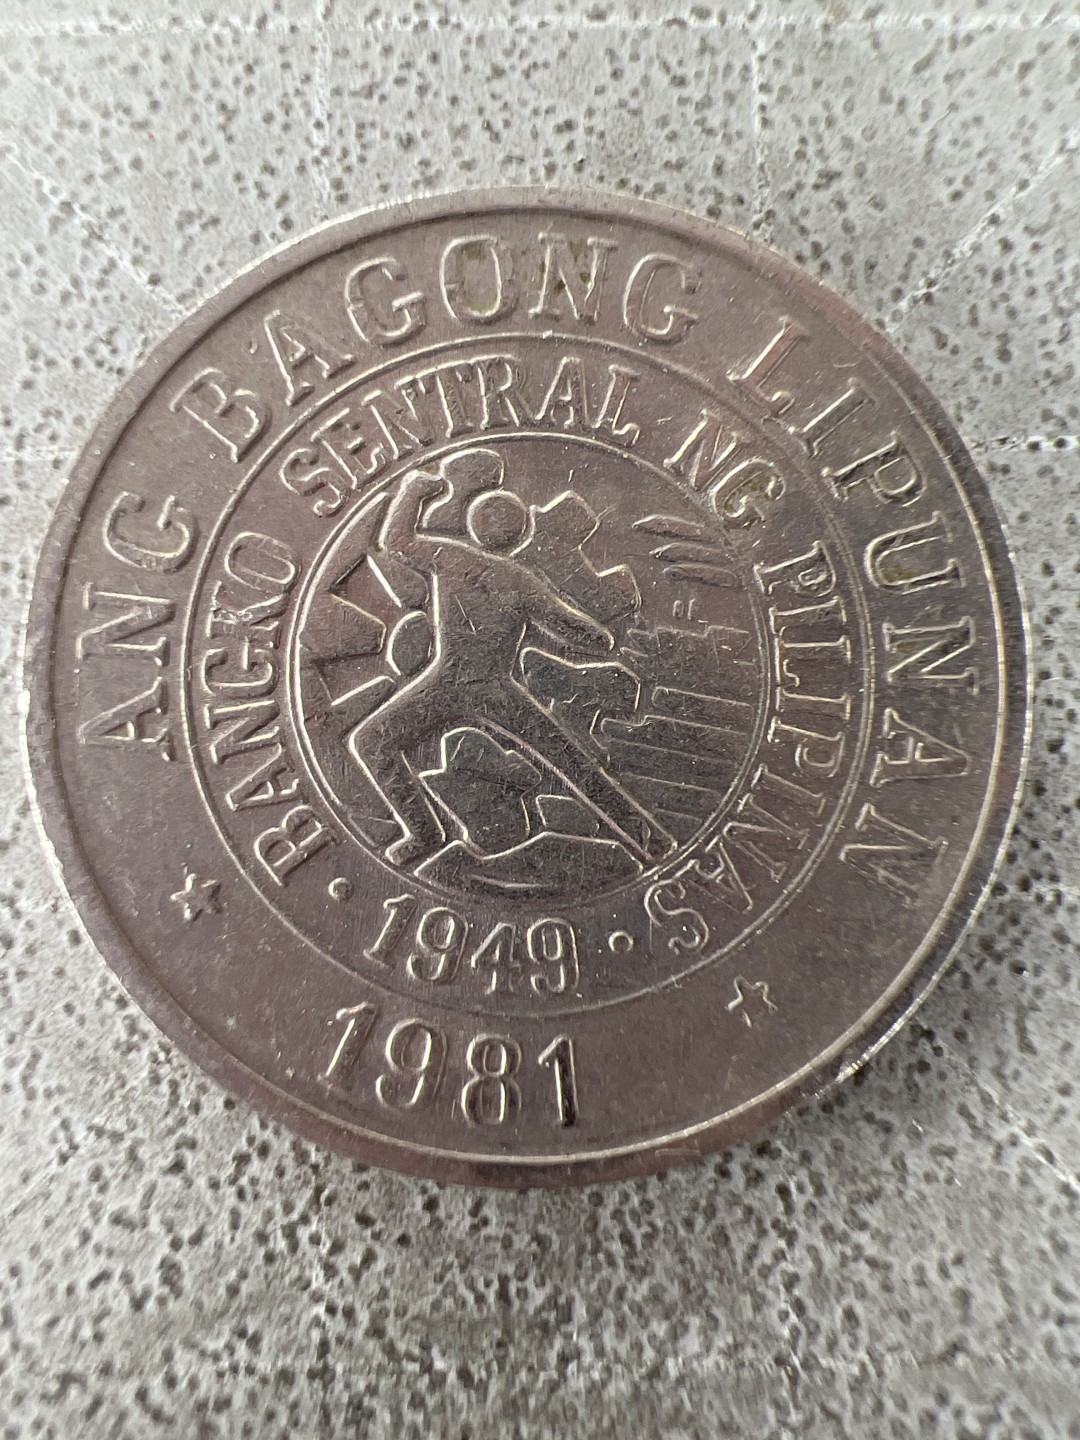 ANG BAGONG LIPUNAN
BANGKO SENTRAL NG PILIPINAS
1949
1981